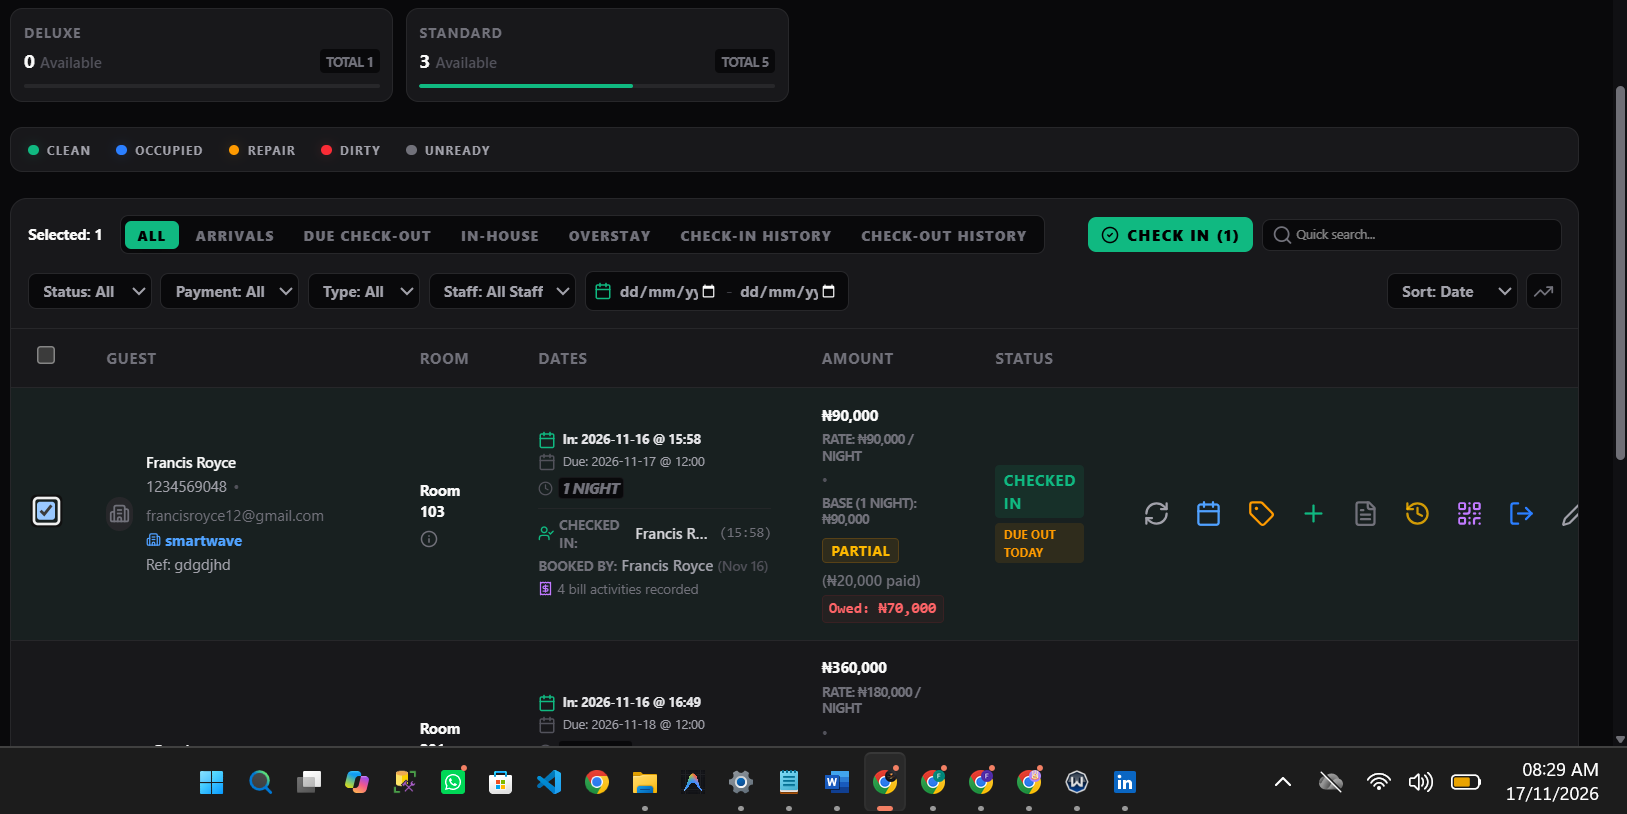 DELUXE
0 Available
TOTAL 1
STANDARD
3 Available
TOTAL 5
CLEAN
OCCUPIED
REPAIR
DIRTY
UNREADY
Selected: 1
ALL
ARRIVALS
DUE CHECK-OUT
IN-HOUSE
OVERSTAY
CHECK-IN HISTORY
CHECK-OUT HISTORY
CHECK IN (1)
Quick search...
Status: All
Payment: All
Type: All
Staff: All Staff
dd/mm/yy - dd/mm/yy
Sort: Date
GUEST
ROOM
DATES
AMOUNT
STATUS
Francis Royce
1234569048 •
francisroyce12@gmail.com
smartwave
Ref: gdgdjhd
Room
103
In: 2026-11-16 @ 15:58
Due: 2026-11-17 @ 12:00
1 NIGHT
CHECKED
IN:
Francis R... (15:58)
BOOKED BY: Francis Royce (Nov 16)
4 bill activities recorded
₦90,000
RATE: ₦90,000 /
NIGHT
•
BASE (1 NIGHT):
₦90,000
PARTIAL
(₦20,000 paid)
Owed: ₦70,000
CHECKED
IN
DUE OUT
TODAY
Room
In: 2026-11-16 @ 16:49
Due: 2026-11-18 @ 12:00
₦360,000
RATE: ₦180,000 /
NIGHT
•
08:29 AM
17/11/2026